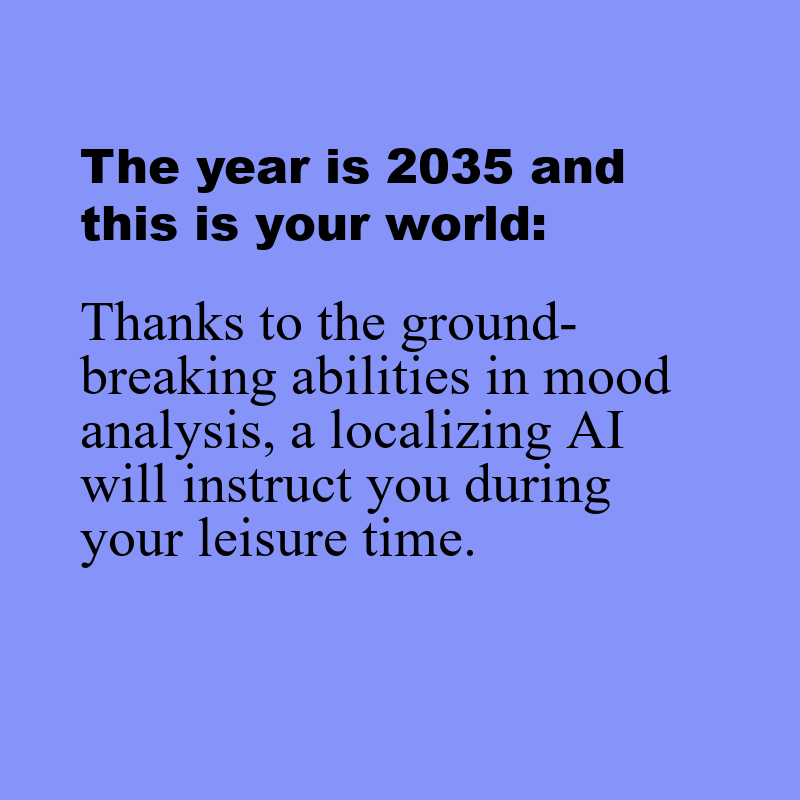 The year is 2035 and
this is your world:
Thanks to the ground-
breaking abilities in mood
analysis, a localizing AI
will instruct you during
your leisure time.